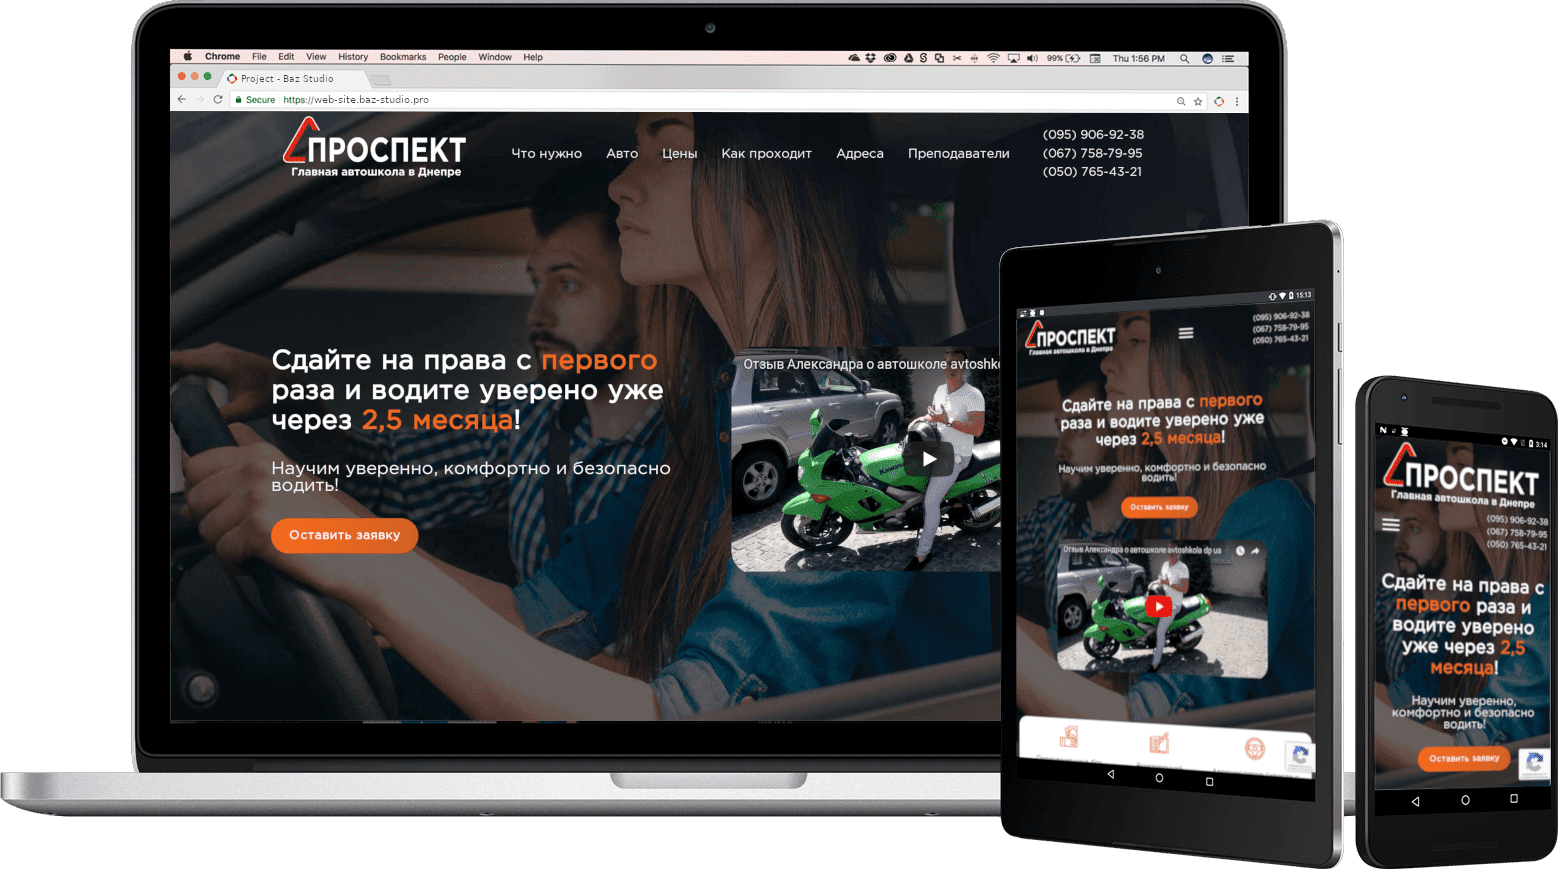 Chrome File Edit View History Bookmarks People Window Help
99%
Thu 1:56 PM
Project - Baz Studio
Secure
https://web-site.baz-studio.pro
ПРОСПЕКТ
Главная автошкола в Днепре
Что нужно
Авто
Цены
Как проходит
Адреса
Преподаватели
(095) 906-92-38
(067) 758-79-95
(050) 765-43-21
Сдайте на права с первого
раза и водите уверено уже
через 2,5 месяца!
Научим уверенно, комфортно и безопасно
водить!
Оставить заявку
Отзыв Александра о автошколе avtoshko
15:13
ПРОСПЕКТ
Главная автошкола в Днепре
(095) 906-92-38
(067) 758-79-95
(050) 765-43-21
Сдайте на права с первого
раза и водите уверено уже
через 2,5 месяца!
Научим уверенно, комфортно и безопасно
водить!
Оставить заявку
Отзыв Александра о автошколе avtoshkola dp ua
3:14
ПРОСПЕКТ
Главная автошкола в Днепре
(095) 906-92-38
(067) 758-79-95
(050) 765-43-21
Сдайте на права с
первого раза и
водите уверено
уже через 2,5
месяца!
Научим уверенно,
комфортно и безопасно
водить!
Оставить заявку